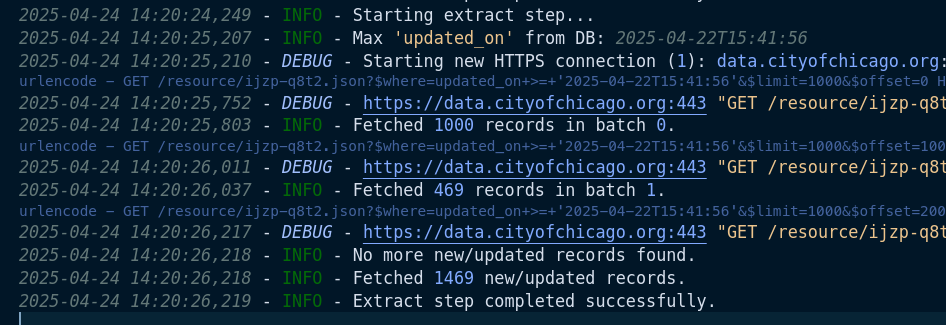 2025-04-24 14:20:24,249 - INFO - Starting extract step...
2025-04-24 14:20:25,207 - INFO - Max 'updated_on' from DB: 2025-04-22T15:41:56
2025-04-24 14:20:25,210 - DEBUG - Starting new HTTPS connection (1): data.cityofchicago.org:
urlencode – GET /resource/ijzp-q8t2.json?$where=updated_on+>=+'2025-04-22T15:41:56'&$limit=1000&$offset=0 H
2025-04-24 14:20:25,752 - DEBUG - https://data.cityofchicago.org:443 "GET /resource/ijzp-q8t
2025-04-24 14:20:25,803 - INFO - Fetched 1000 records in batch 0.
urlencode – GET /resource/ijzp-q8t2.json?$where=updated_on+>=+'2025-04-22T15:41:56'&$limit=1000&$offset=100
2025-04-24 14:20:26,011 - DEBUG - https://data.cityofchicago.org:443 "GET /resource/ijzp-q8t
2025-04-24 14:20:26,037 - INFO - Fetched 469 records in batch 1.
urlencode – GET /resource/ijzp-q8t2.json?$where=updated_on+>=+'2025-04-22T15:41:56'&$limit=1000&$offset=200
2025-04-24 14:20:26,217 - DEBUG - https://data.cityofchicago.org:443 "GET /resource/ijzp-q8t
2025-04-24 14:20:26,218 - INFO - No more new/updated records found.
2025-04-24 14:20:26,218 - INFO - Fetched 1469 new/updated records.
2025-04-24 14:20:26,219 - INFO - Extract step completed successfully.